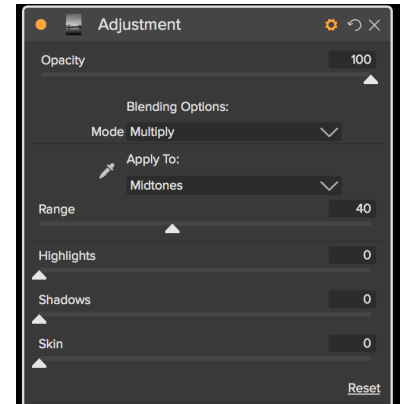 Adjustment
Opacity 100
Blending Options:
Mode Multiply
Apply To:
Midtones
Range 40
Highlights 0
Shadows 0
Skin 0
Reset